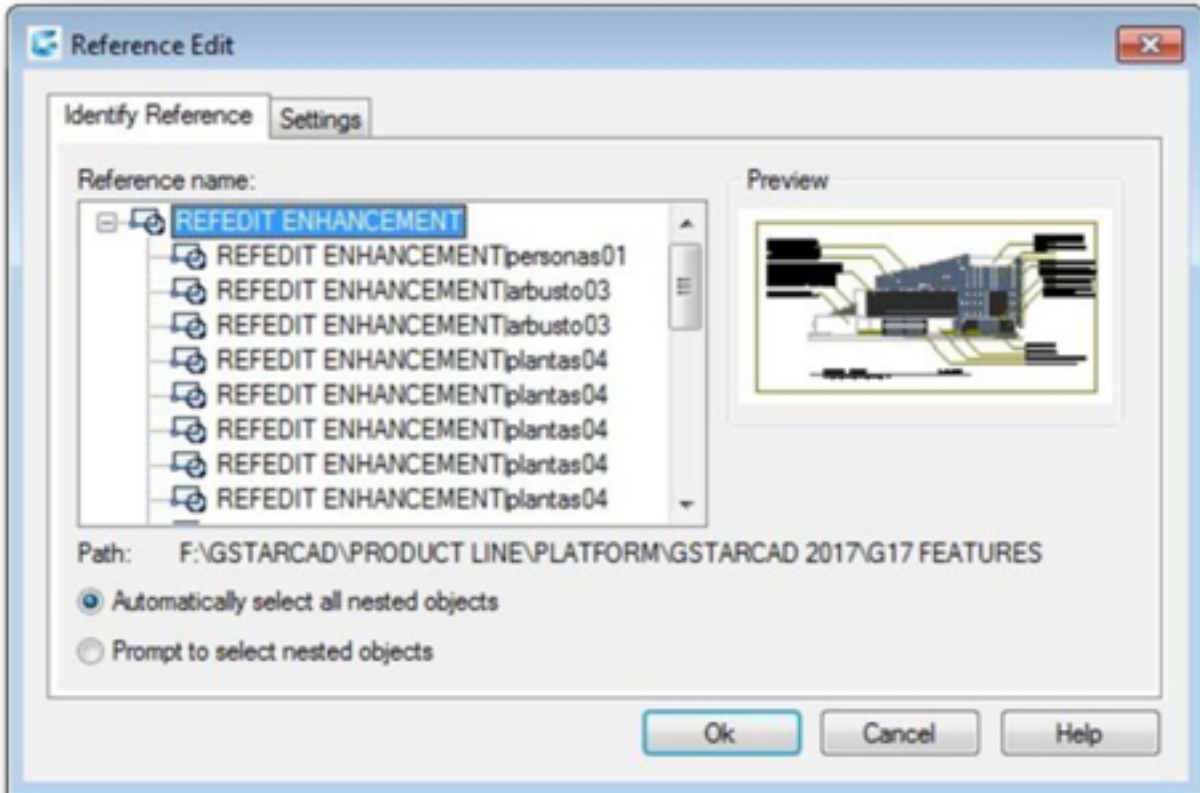 Reference Edit
Identify Reference
Settings
Reference name:
Preview
REFEDIT ENHANCEMENT
REFEDIT ENHANCEMENT|personas01
REFEDIT ENHANCEMENT|arbusto03
REFEDIT ENHANCEMENT|arbusto03
REFEDIT ENHANCEMENT|plantas04
REFEDIT ENHANCEMENT|plantas04
REFEDIT ENHANCEMENT|plantas04
REFEDIT ENHANCEMENT|plantas04
REFEDIT ENHANCEMENT|plantas04
Path: F:\GSTARCAD\PRODUCT LINE\PLATFORM\GSTARCAD 2017\G17 FEATURES
Automatically select all nested objects
Prompt to select nested objects
Ok
Cancel
Help